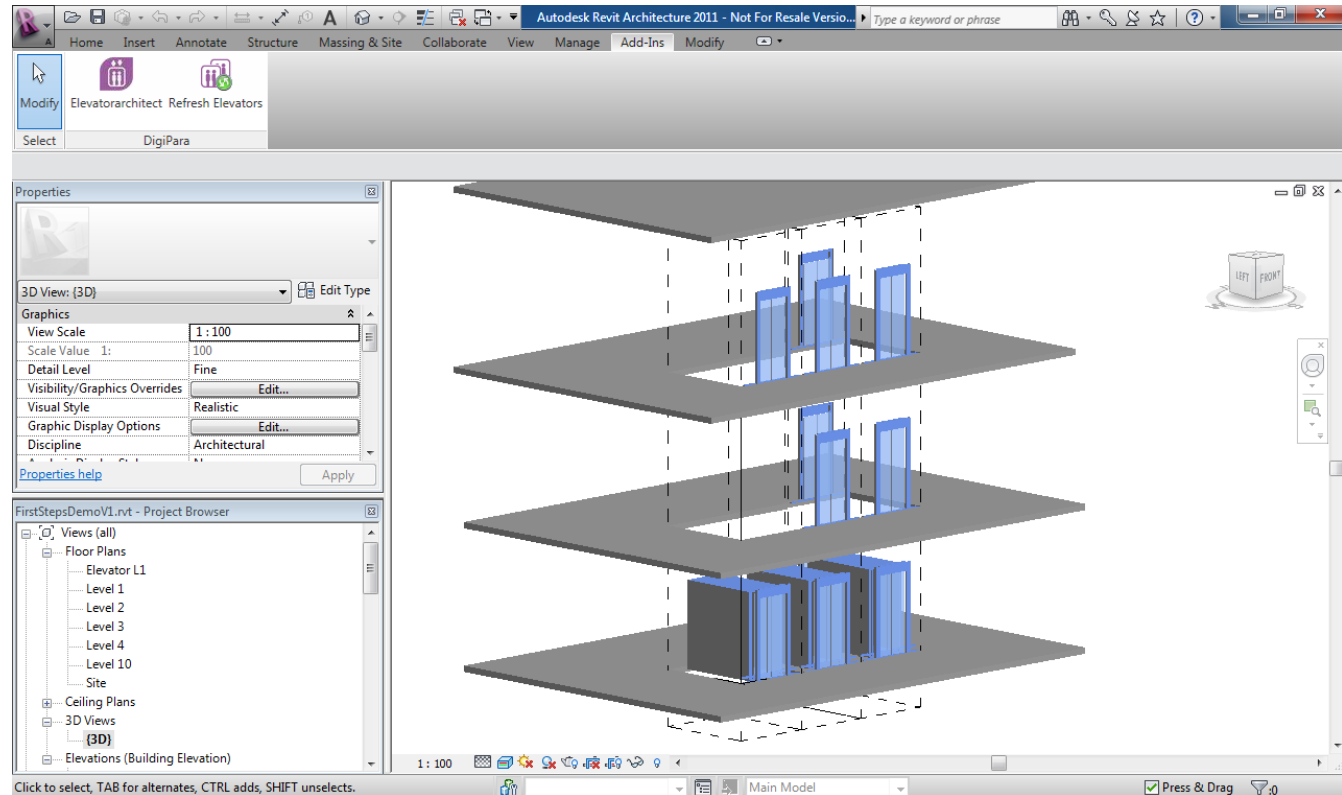 Autodesk Revit Architecture 2011 - Not For Resale Versio...
Type a keyword or phrase
Home Insert Annotate Structure Massing & Site Collaborate View Manage Add-Ins Modify
Modify
Elevatorarchitect
Refresh Elevators
Select
DigiPara
Properties
3D View: {3D}
Edit Type
Graphics
View Scale 1 : 100
Scale Value 1: 100
Detail Level Fine
Visibility/Graphics Overrides Edit...
Visual Style Realistic
Graphic Display Options Edit...
Discipline Architectural
Properties help
Apply
LEFT FRONT
FirstStepsDemoV1.rvt - Project Browser
Views (all)
Floor Plans
Elevator L1
Level 1
Level 2
Level 3
Level 4
Level 10
Site
Ceiling Plans
3D Views
{3D}
Elevations (Building Elevation)
1 : 100
Click to select, TAB for alternates, CTRL adds, SHIFT unselects.
Main Model
Press & Drag
:0